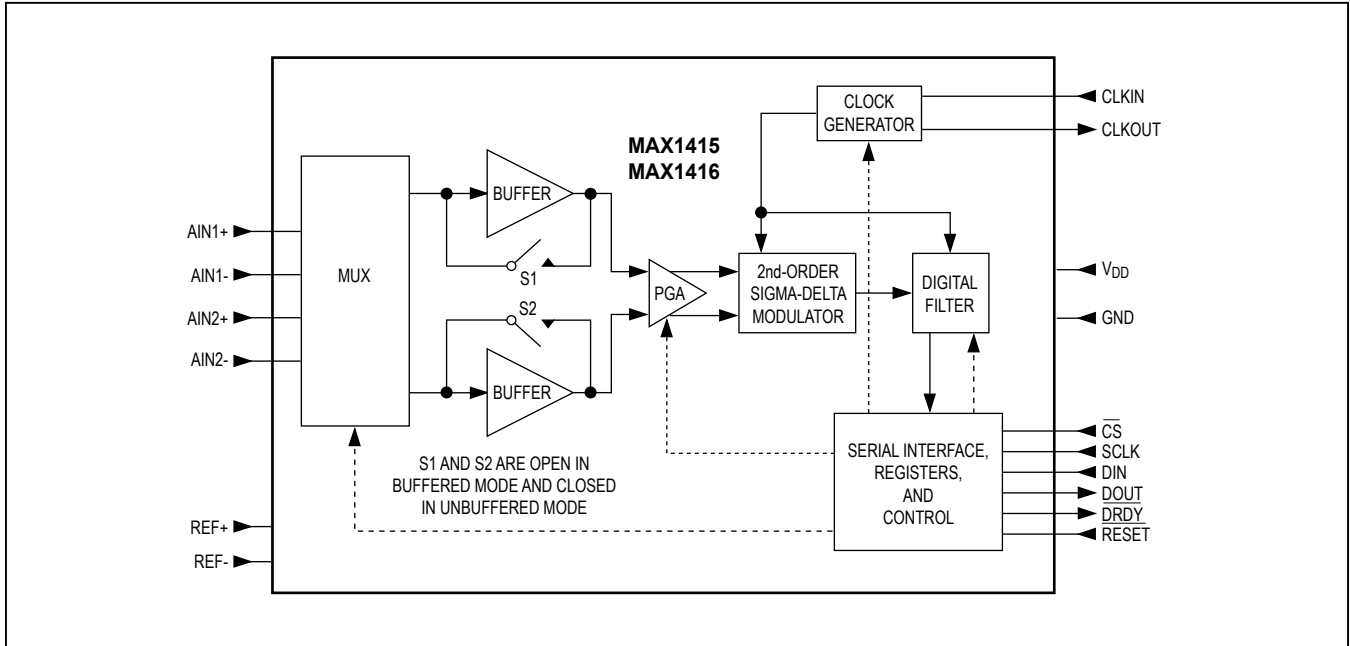 CLOCK
GENERATOR
CLKIN
CLKOUT
MAX1415
MAX1416
BUFFER
AIN1+
AIN1-
AIN2+
AIN2-
MUX
S1
S2
PGA
2nd-ORDER
SIGMA-DELTA
MODULATOR
DIGITAL
FILTER
VDD
GND
BUFFER
S1 AND S2 ARE OPEN IN
BUFFERED MODE AND CLOSED
IN UNBUFFERED MODE
SERIAL INTERFACE,
REGISTERS,
AND
CONTROL
CS
SCLK
DIN
DOUT
DRDY
RESET
REF+
REF-